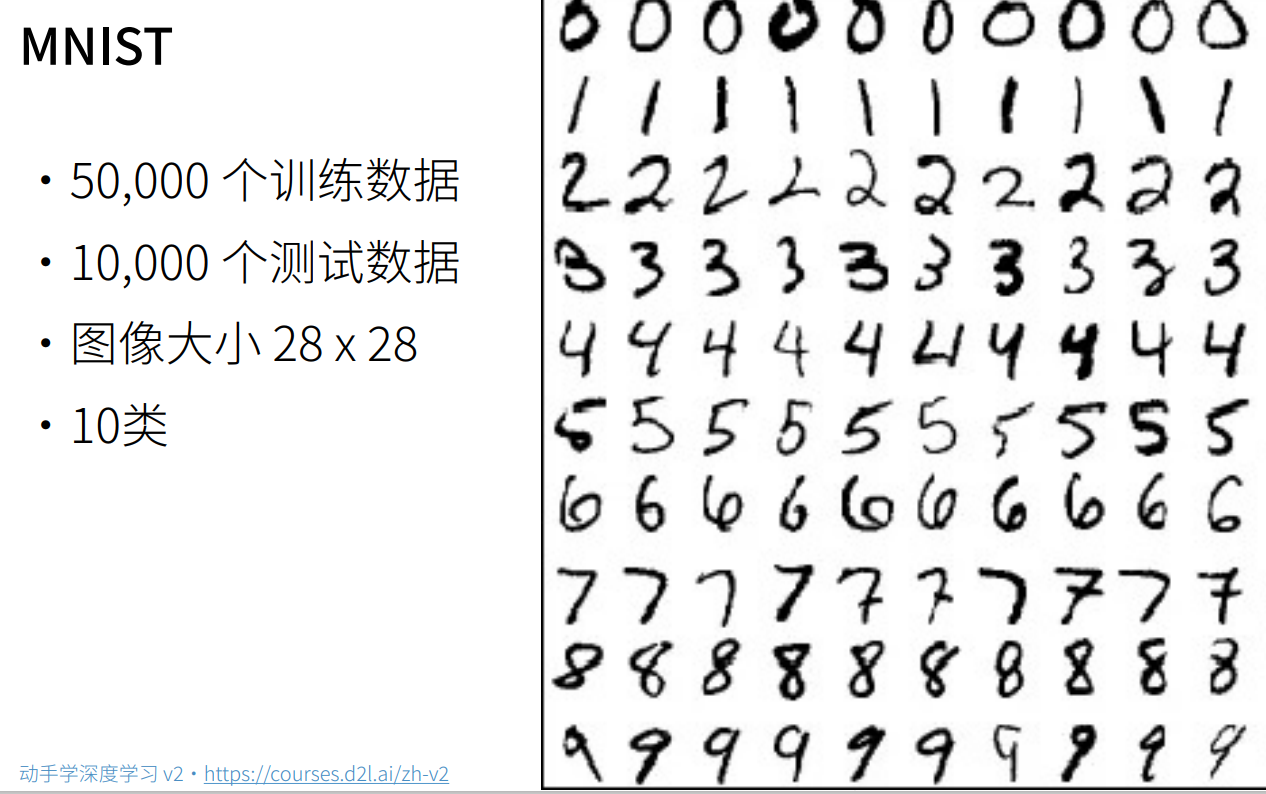 MNIST
• 50,000 个训练数据
• 10,000 个测试数据
• 图像大小 28 x 28
• 10类
动手学深度学习 v2 • https://courses.d2l.ai/zh-v2
0 0 0 0 0 0 0 0 0 0
1 1 1 1 1 1 1 1 1 1
2 2 2 2 2 2 2 2 2 2
3 3 3 3 3 3 3 3 3 3
4 4 4 4 4 4 4 4 4 4
5 5 5 5 5 5 5 5 5 5
6 6 6 6 6 6 6 6 6 6
7 7 7 7 7 7 7 7 7 7
8 8 8 8 8 8 8 8 8 8
9 9 9 9 9 9 9 9 9 9